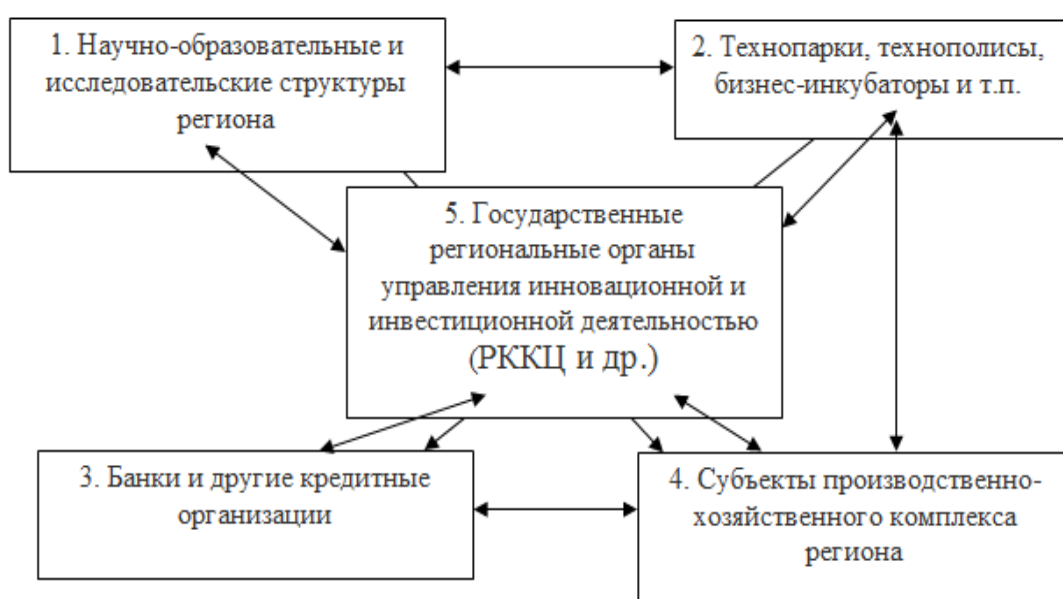 1. Научно-образовательные и
исследовательские структуры
региона
2. Технопарки, технополисы,
бизнес-инкубаторы и т.п.
5. Государственные
региональные органы
управления инновационной и
инвестиционной деятельностью
(РККЦ и др.)
3. Банки и другие кредитные
организации
4. Субъекты производственно-
хозяйственного комплекса
региона